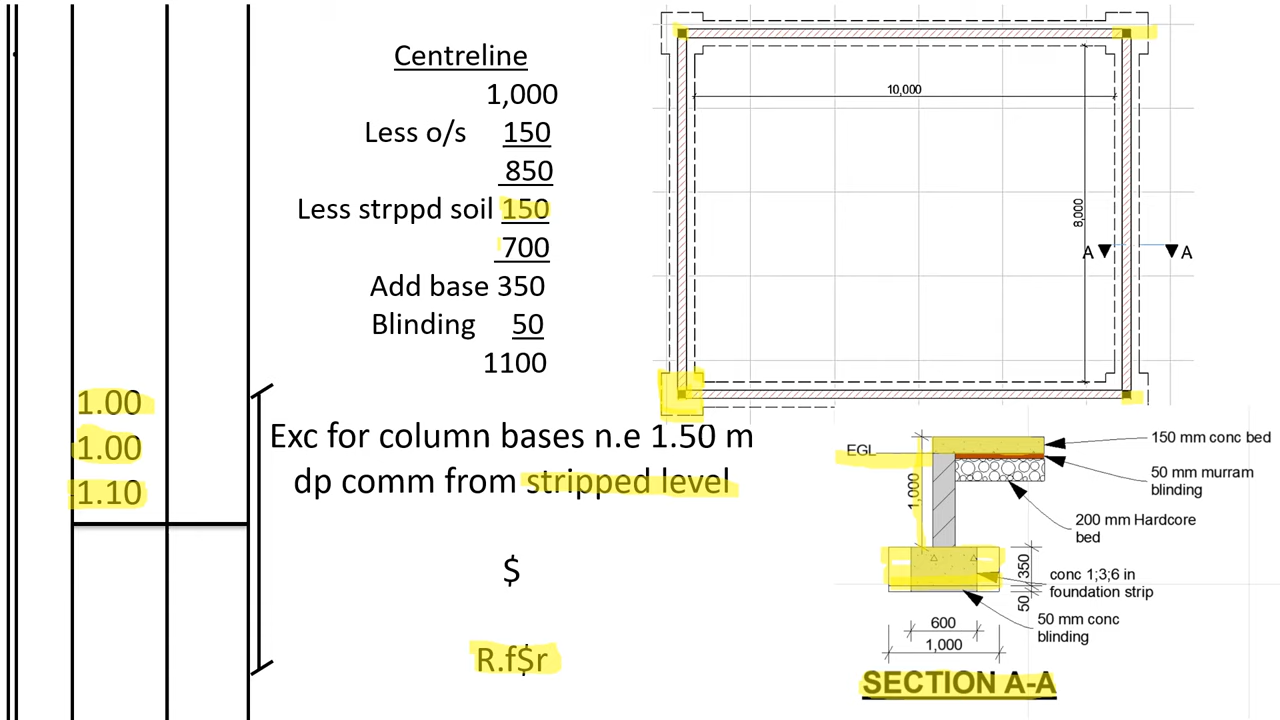 Centreline
1,000
Less o/s 150
850
Less strppd soil 150
700
Add base 350
Blinding 50
1100
1.00
1.00
1.10
Exc for column bases n.e 1.50 m
dp comm from stripped level
$
R.f$r
10,000
8,000
A
A
EGL
1,000
150 mm conc bed
50 mm murram
blinding
200 mm Hardcore
bed
350
conc 1;3;6 in
foundation strip
50
50 mm conc
blinding
600
1,000
SECTION A-A